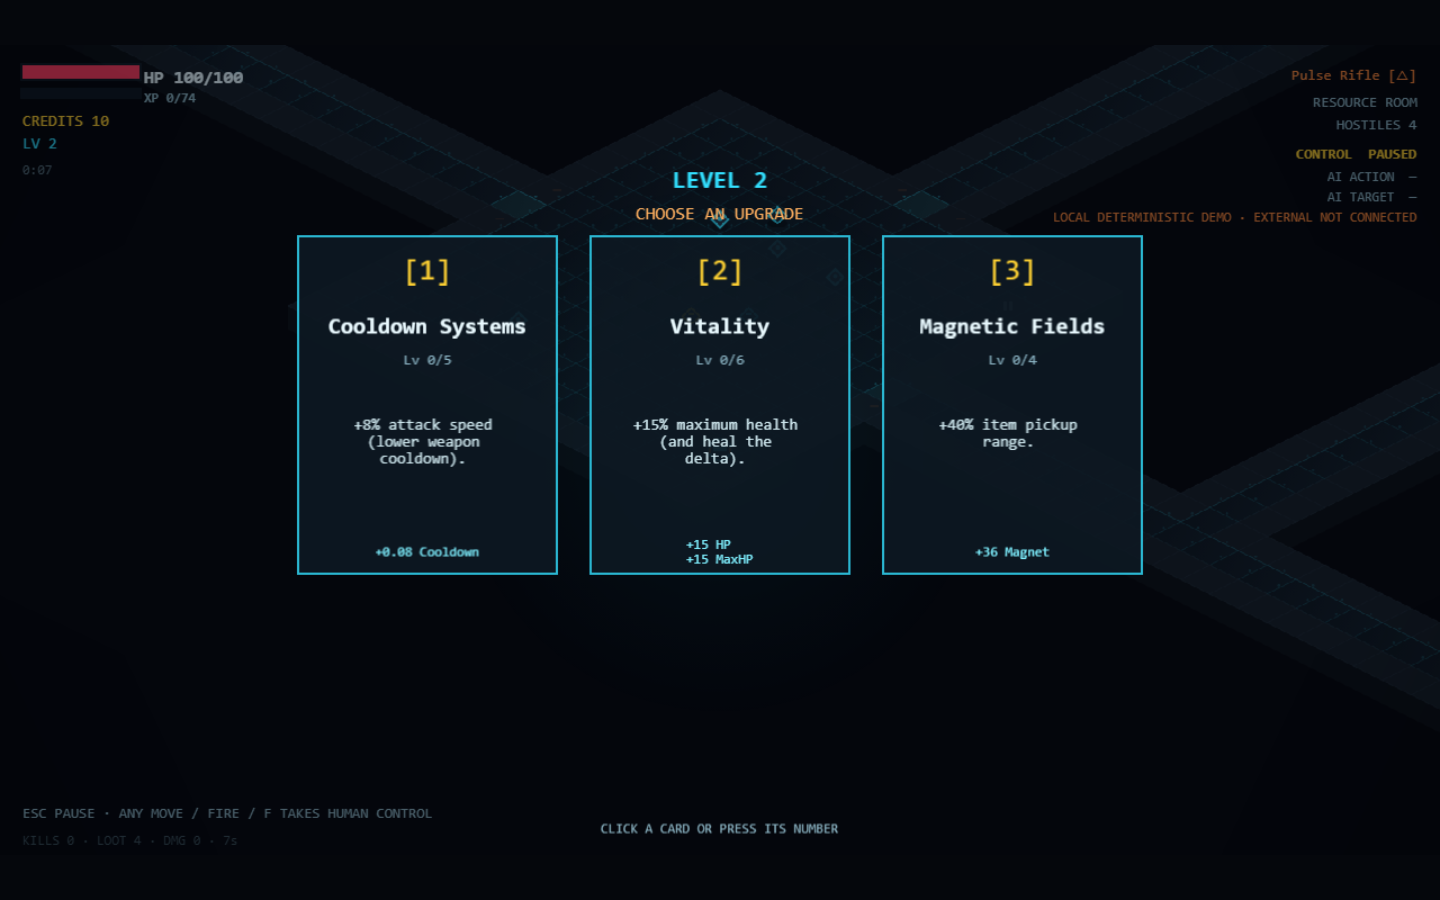 HP 100/100
XP 0/74
CREDITS 10
LV 2
0:07
Pulse Rifle [△]
RESOURCE ROOM
HOSTILES 4
CONTROL PAUSED
AI ACTION —
AI TARGET —
LOCAL DETERMINISTIC DEMO · EXTERNAL NOT CONNECTED
LEVEL 2
CHOOSE AN UPGRADE
[1]
Cooldown Systems
Lv 0/5
+8% attack speed
(lower weapon
cooldown).
+0.08 Cooldown
[2]
Vitality
Lv 0/6
+15% maximum health
(and heal the
delta).
+15 HP
+15 MaxHP
[3]
Magnetic Fields
Lv 0/4
+40% item pickup
range.
+36 Magnet
ESC PAUSE · ANY MOVE / FIRE / F TAKES HUMAN CONTROL
KILLS 0 · LOOT 4 · DMG 0 · 7s
CLICK A CARD OR PRESS ITS NUMBER